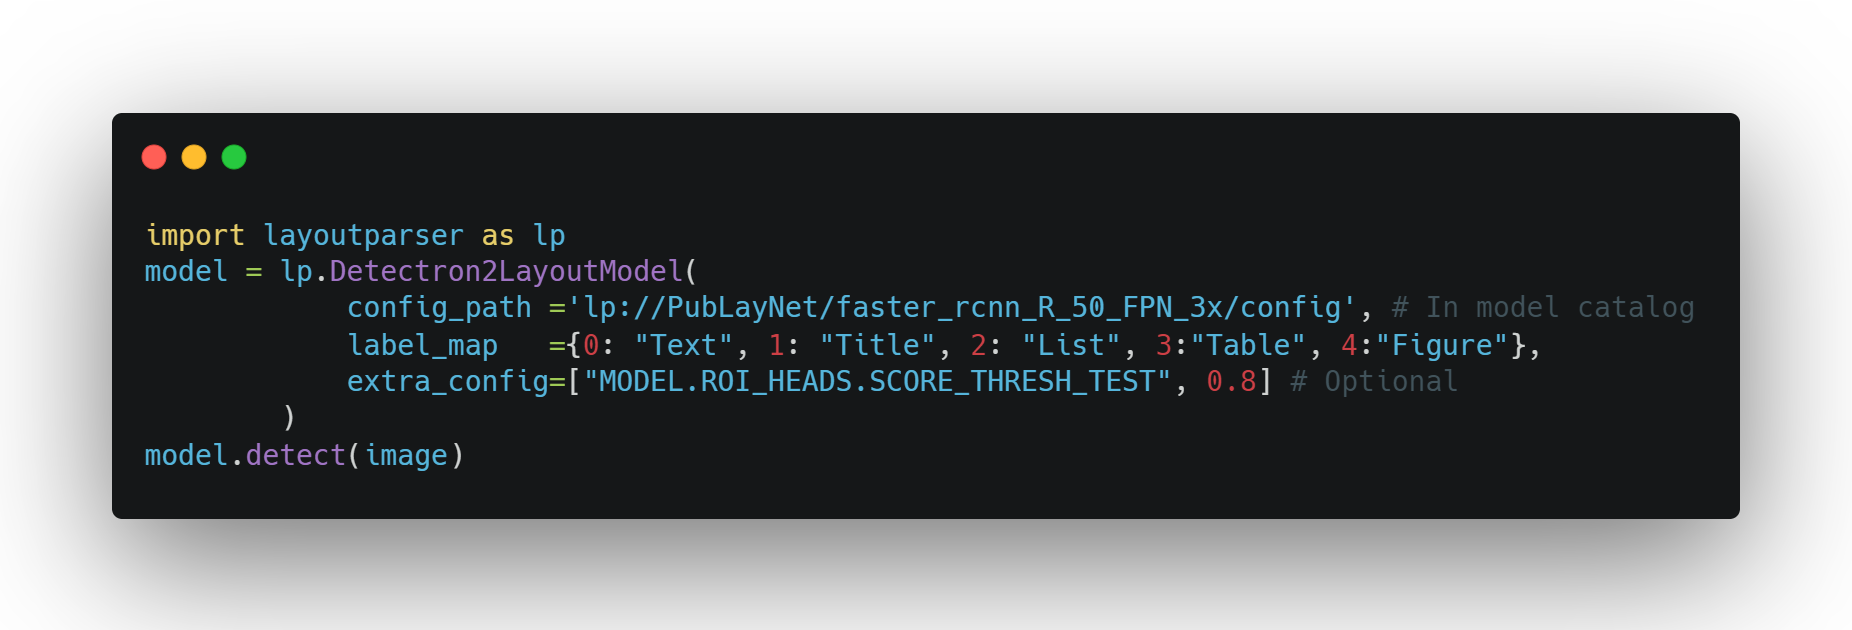 import layoutparser as lp
model = lp.Detectron2LayoutModel(
            config_path ='lp://PubLayNet/faster_rcnn_R_50_FPN_3x/config', # In model catalog
            label_map   ={0: "Text", 1: "Title", 2: "List", 3:"Table", 4:"Figure"},
            extra_config=["MODEL.ROI_HEADS.SCORE_THRESH_TEST", 0.8] # Optional
        )
model.detect(image)